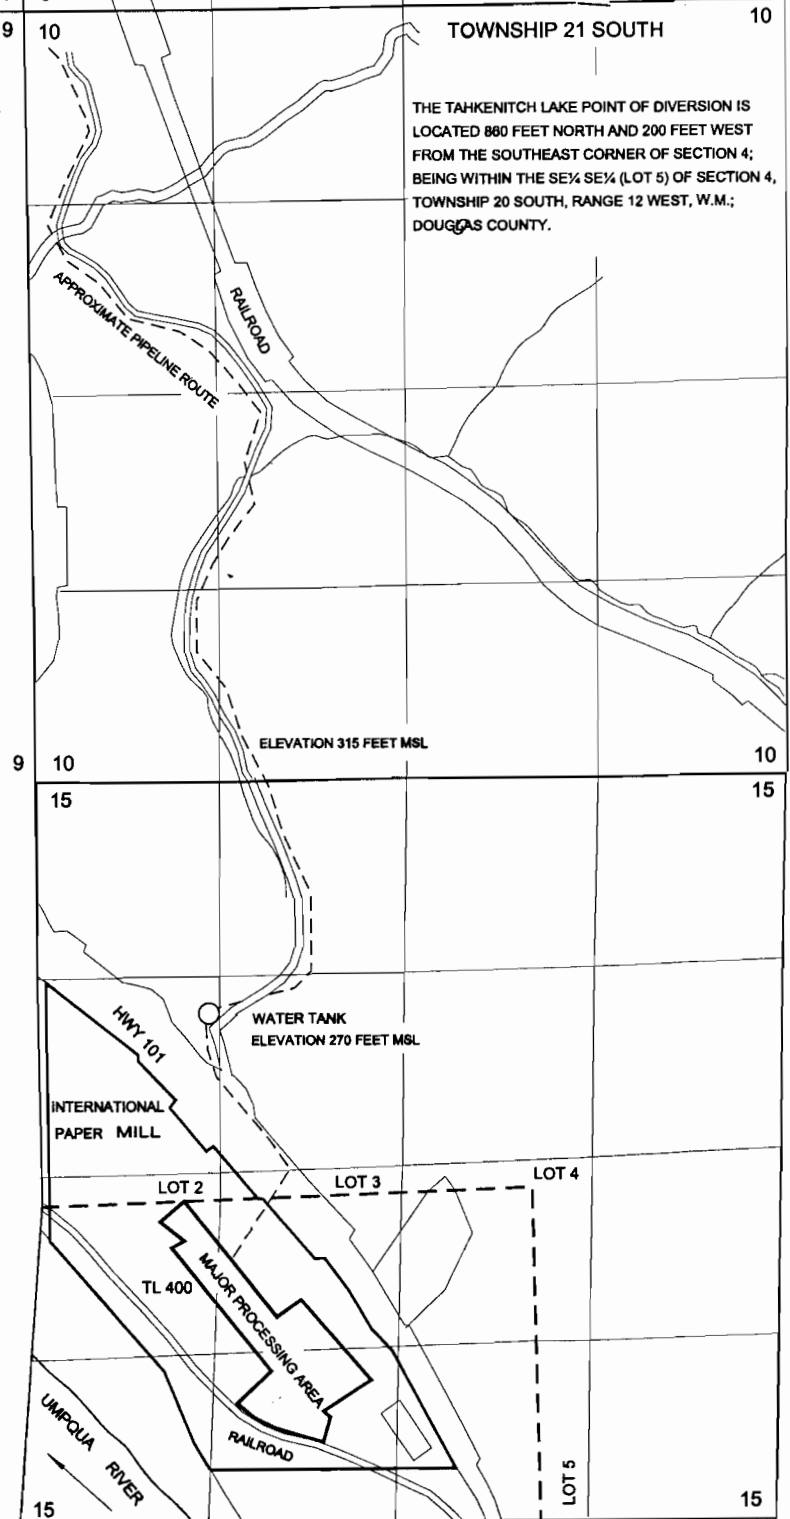 9 10 TOWNSHIP 21 SOUTH 10
THE TAHKENITCH LAKE POINT OF DIVERSION IS
LOCATED 860 FEET NORTH AND 200 FEET WEST
FROM THE SOUTHEAST CORNER OF SECTION 4;
BEING WITHIN THE SE¼ SE¼ (LOT 5) OF SECTION 4,
TOWNSHIP 20 SOUTH, RANGE 12 WEST, W.M.;
DOUGLAS COUNTY.
RAILROAD
APPROXIMATE PIPELINE ROUTE
ELEVATION 315 FEET MSL
9 10 10
15 15
WATER TANK
ELEVATION 270 FEET MSL
HWY 101
INTERNATIONAL
PAPER MILL
LOT 2 LOT 3 LOT 4
TL 400
MAJOR PROCESSING AREA
RAILROAD
UMPQUA RIVER
LOT 5
15 15